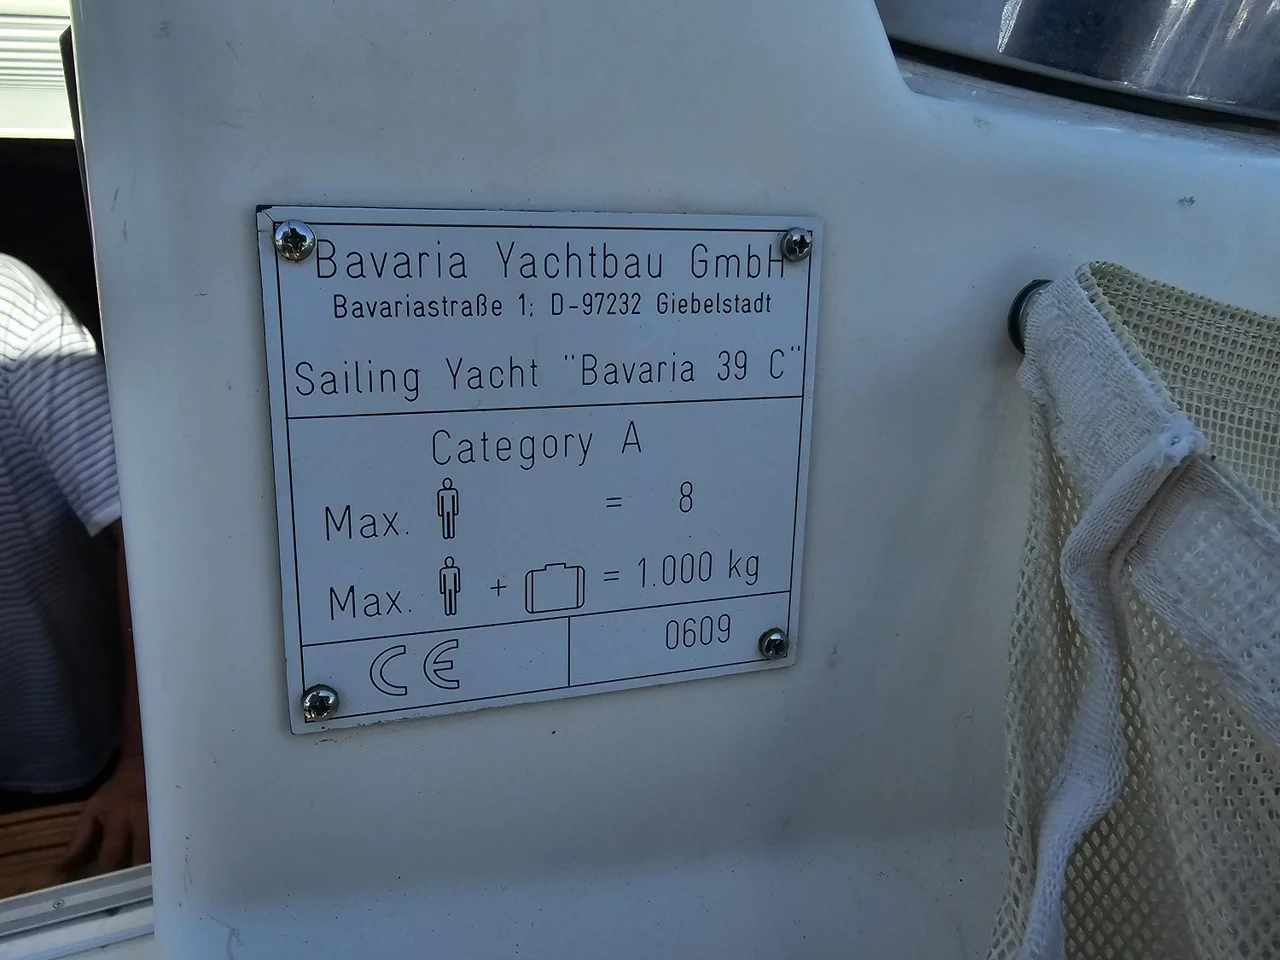 Bavaria Yachtbau GmbH
Bavariastraße 1; D-97232 Giebelstadt
Sailing Yacht "Bavaria 39 C"
Category A
Max. = 8
Max. + = 1.000 kg
CE 0609